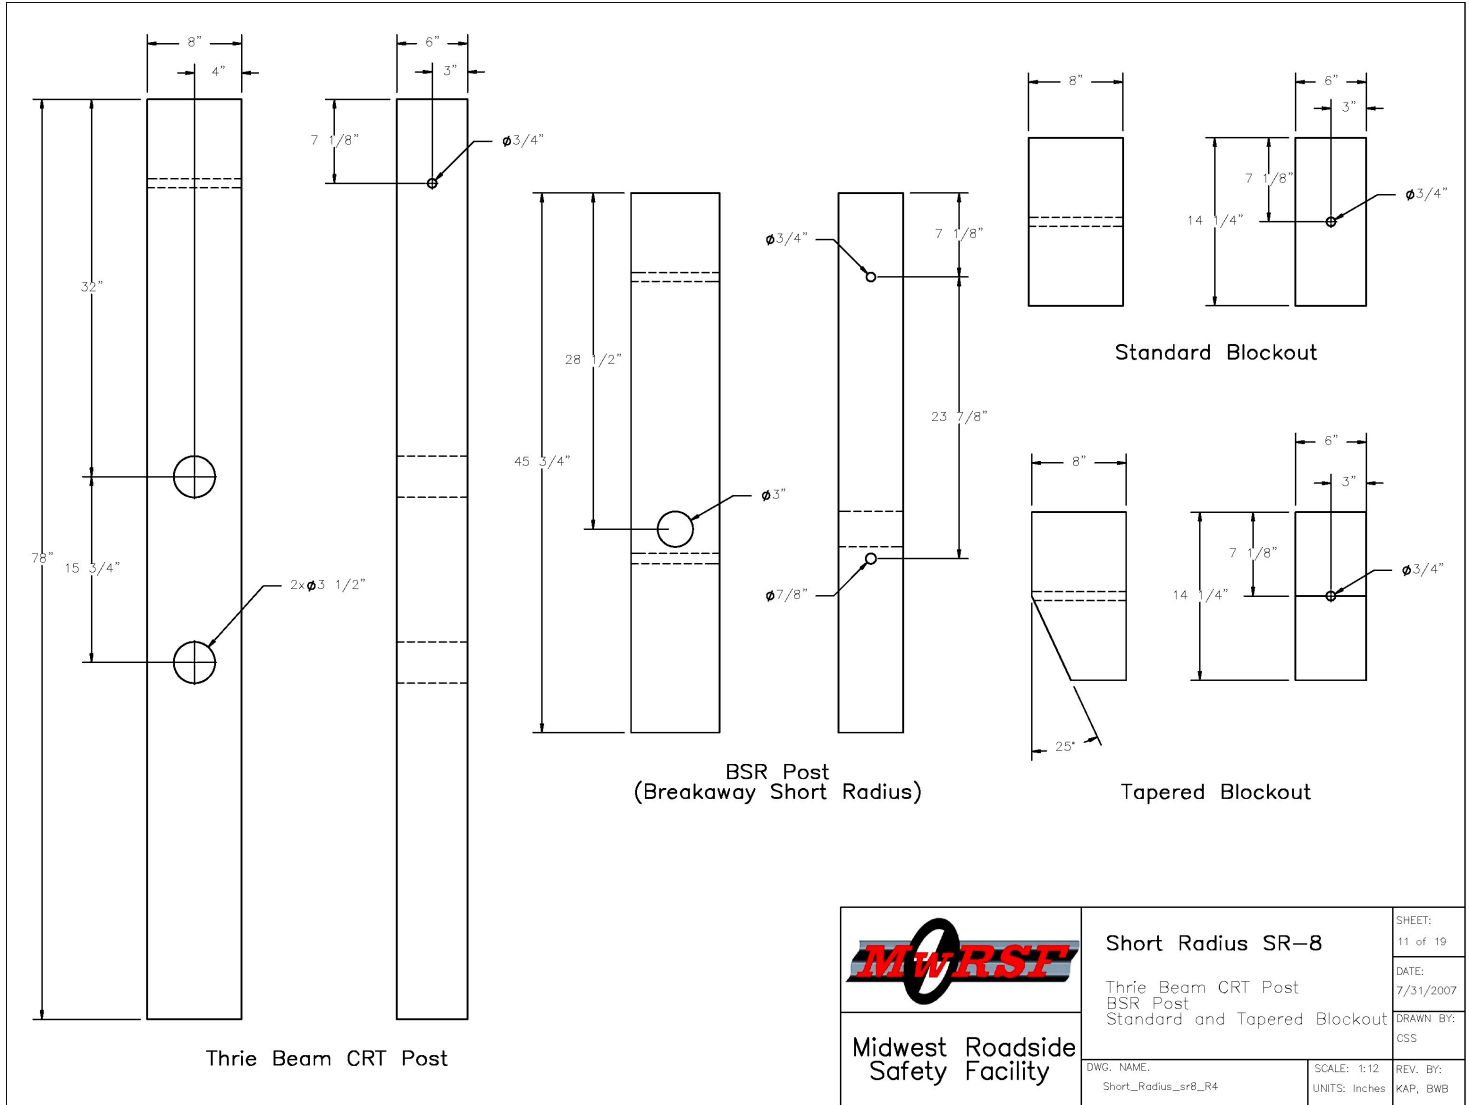 8"
4"
7 1/8"
32"
78"
15 3/4"
2xø3 1/2"
6"
3"
ø3/4"
Thrie Beam CRT Post
28 1/2"
45 3/4"
ø3"
ø3/4"
7 1/8"
23 7/8"
ø7/8"
BSR Post
(Breakaway Short Radius)
8"
6"
3"
7 1/8"
14 1/4"
ø3/4"
Standard Blockout
8"
6"
3"
7 1/8"
14 1/4"
ø3/4"
25°
Tapered Blockout
MwRSF
Midwest Roadside
Safety Facility
Short Radius SR-8
Thrie Beam CRT Post
BSR Post
Standard and Tapered Blockout
DWG. NAME.
Short_Radius_sr8_R4
SCALE: 1:12
UNITS: Inches
SHEET:
11 of 19
DATE:
7/31/2007
DRAWN BY:
CSS
REV. BY:
KAP, BWB